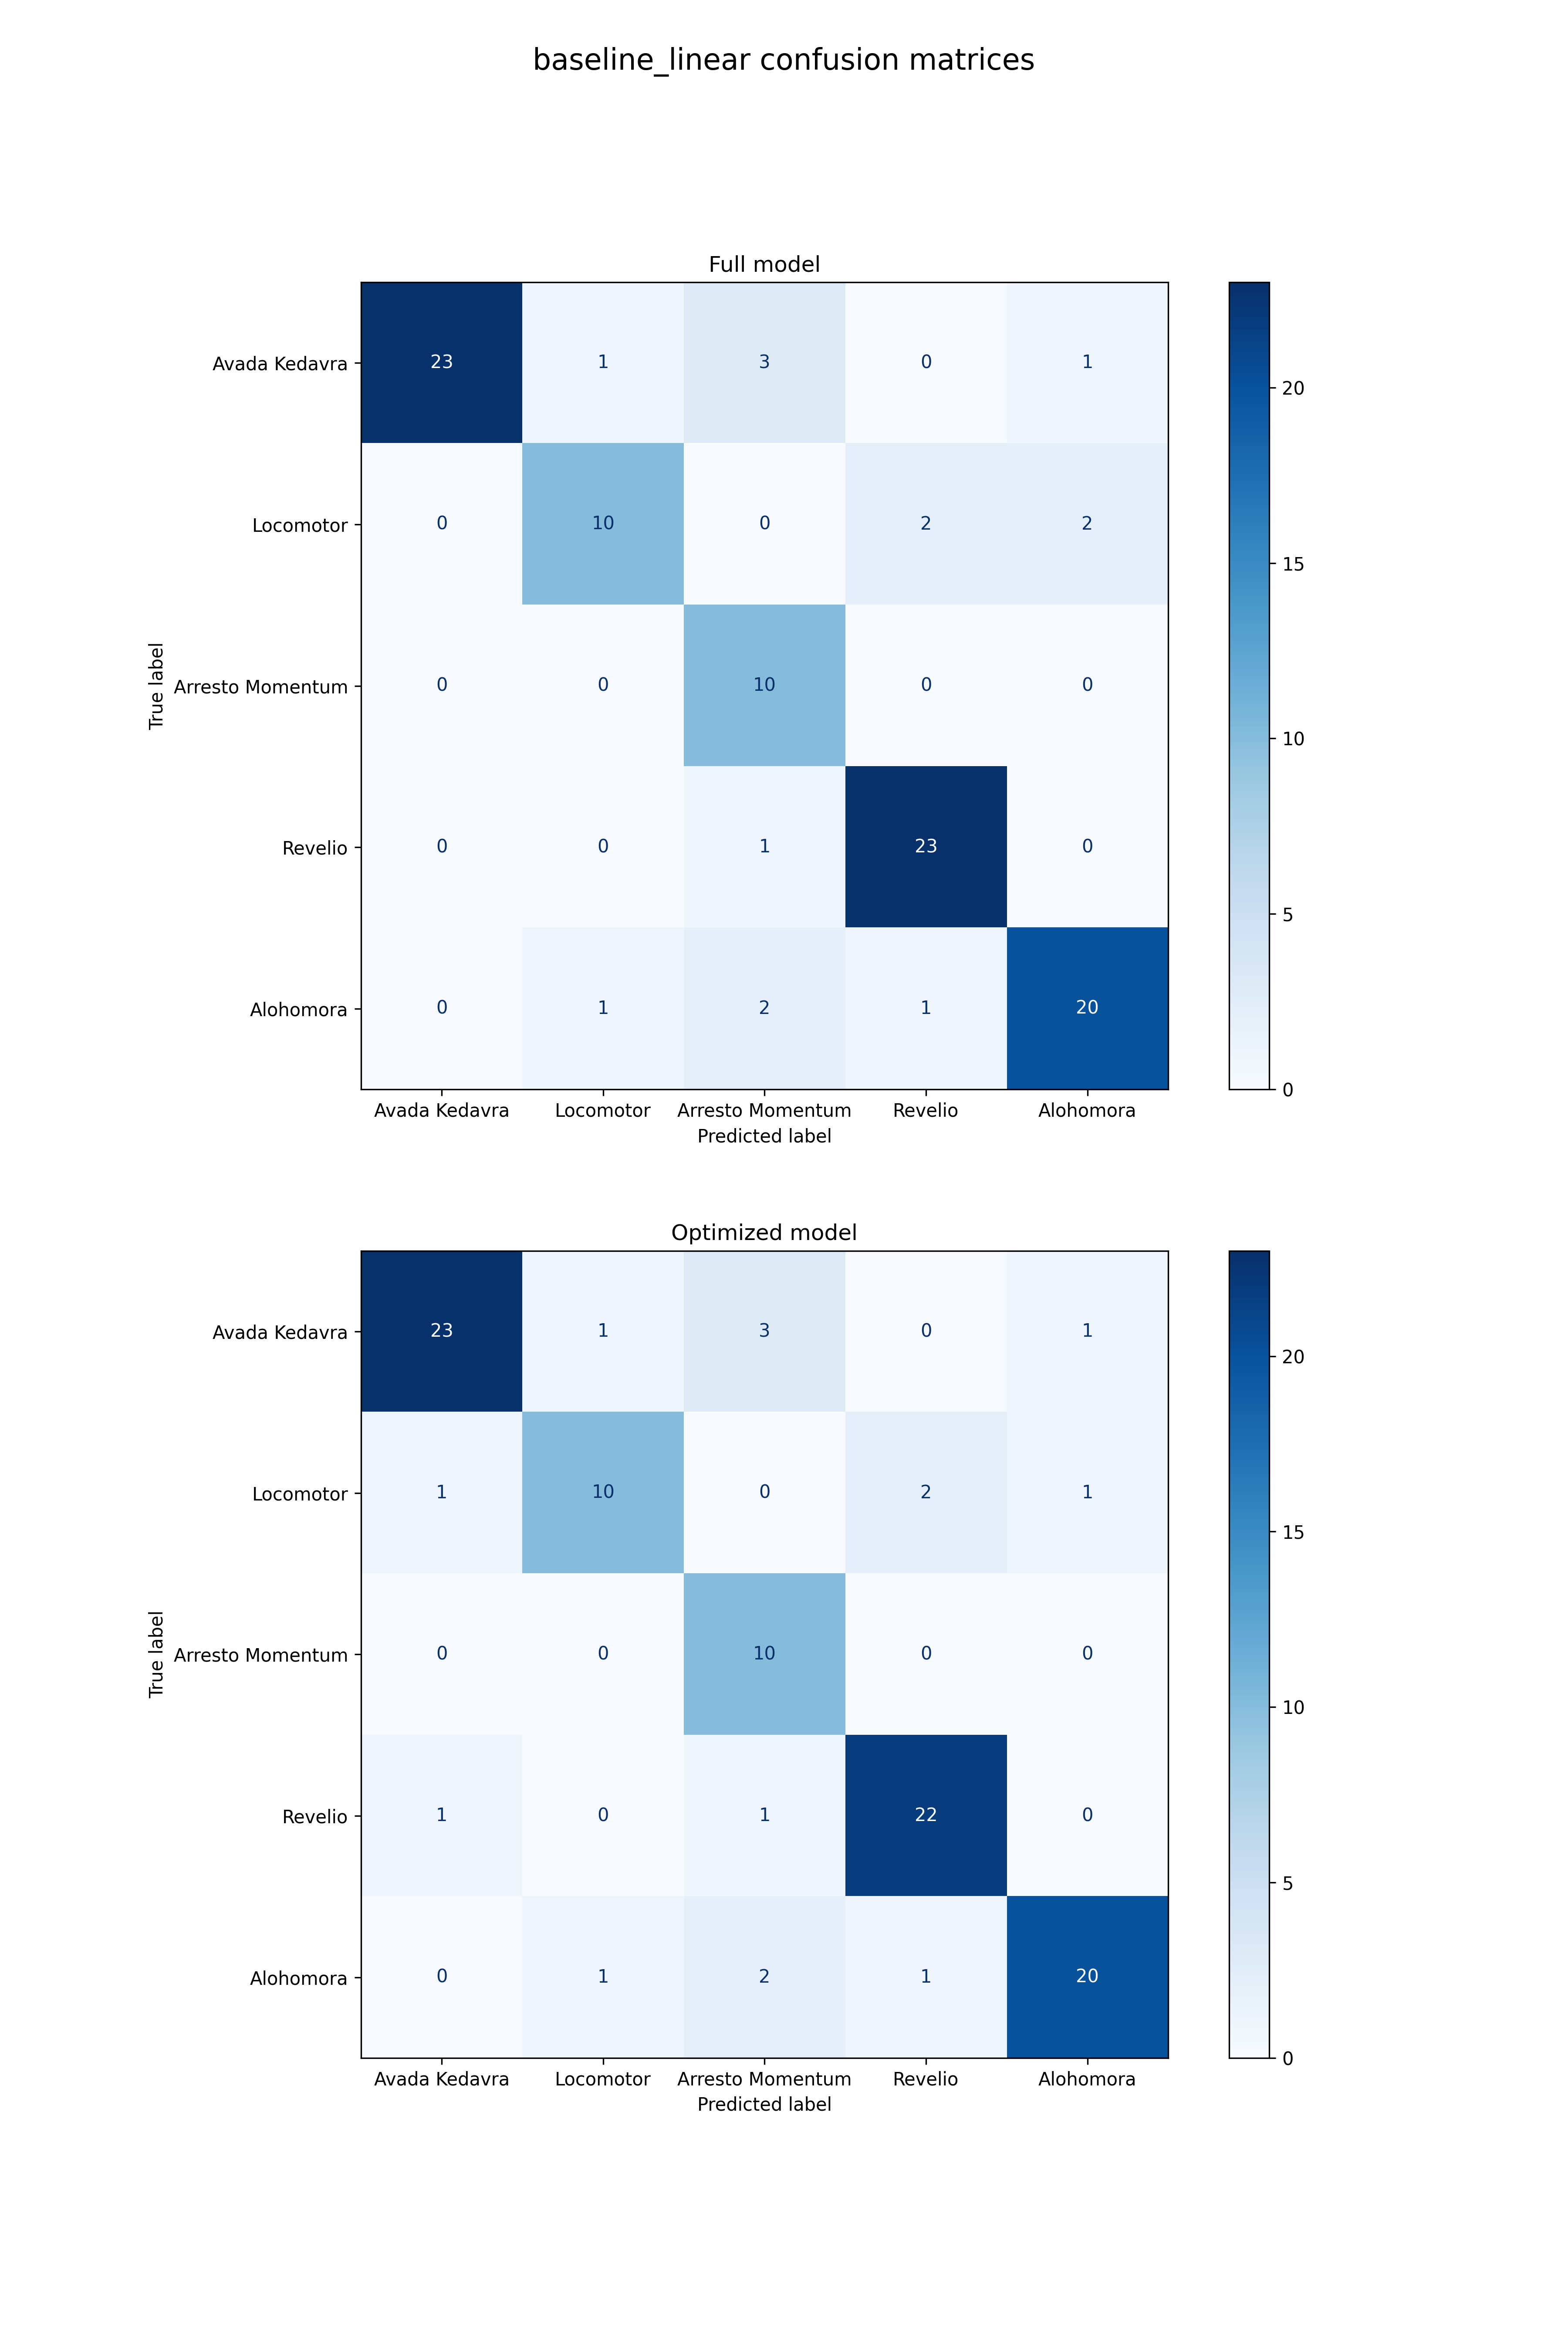 baseline_linear confusion matrices
Full model
Avada Kedavra 23 1 3 0 1
Locomotor 0 10 0 2 2
Arresto Momentum 0 0 10 0 0
Revelio 0 0 1 23 0
Alohomora 0 1 2 1 20
True label
Avada Kedavra Locomotor Arresto Momentum Revelio Alohomora
Predicted label
20
15
10
5
0
Optimized model
Avada Kedavra 23 1 3 0 1
Locomotor 1 10 0 2 1
Arresto Momentum 0 0 10 0 0
Revelio 1 0 1 22 0
Alohomora 0 1 2 1 20
True label
Avada Kedavra Locomotor Arresto Momentum Revelio Alohomora
Predicted label
20
15
10
5
0